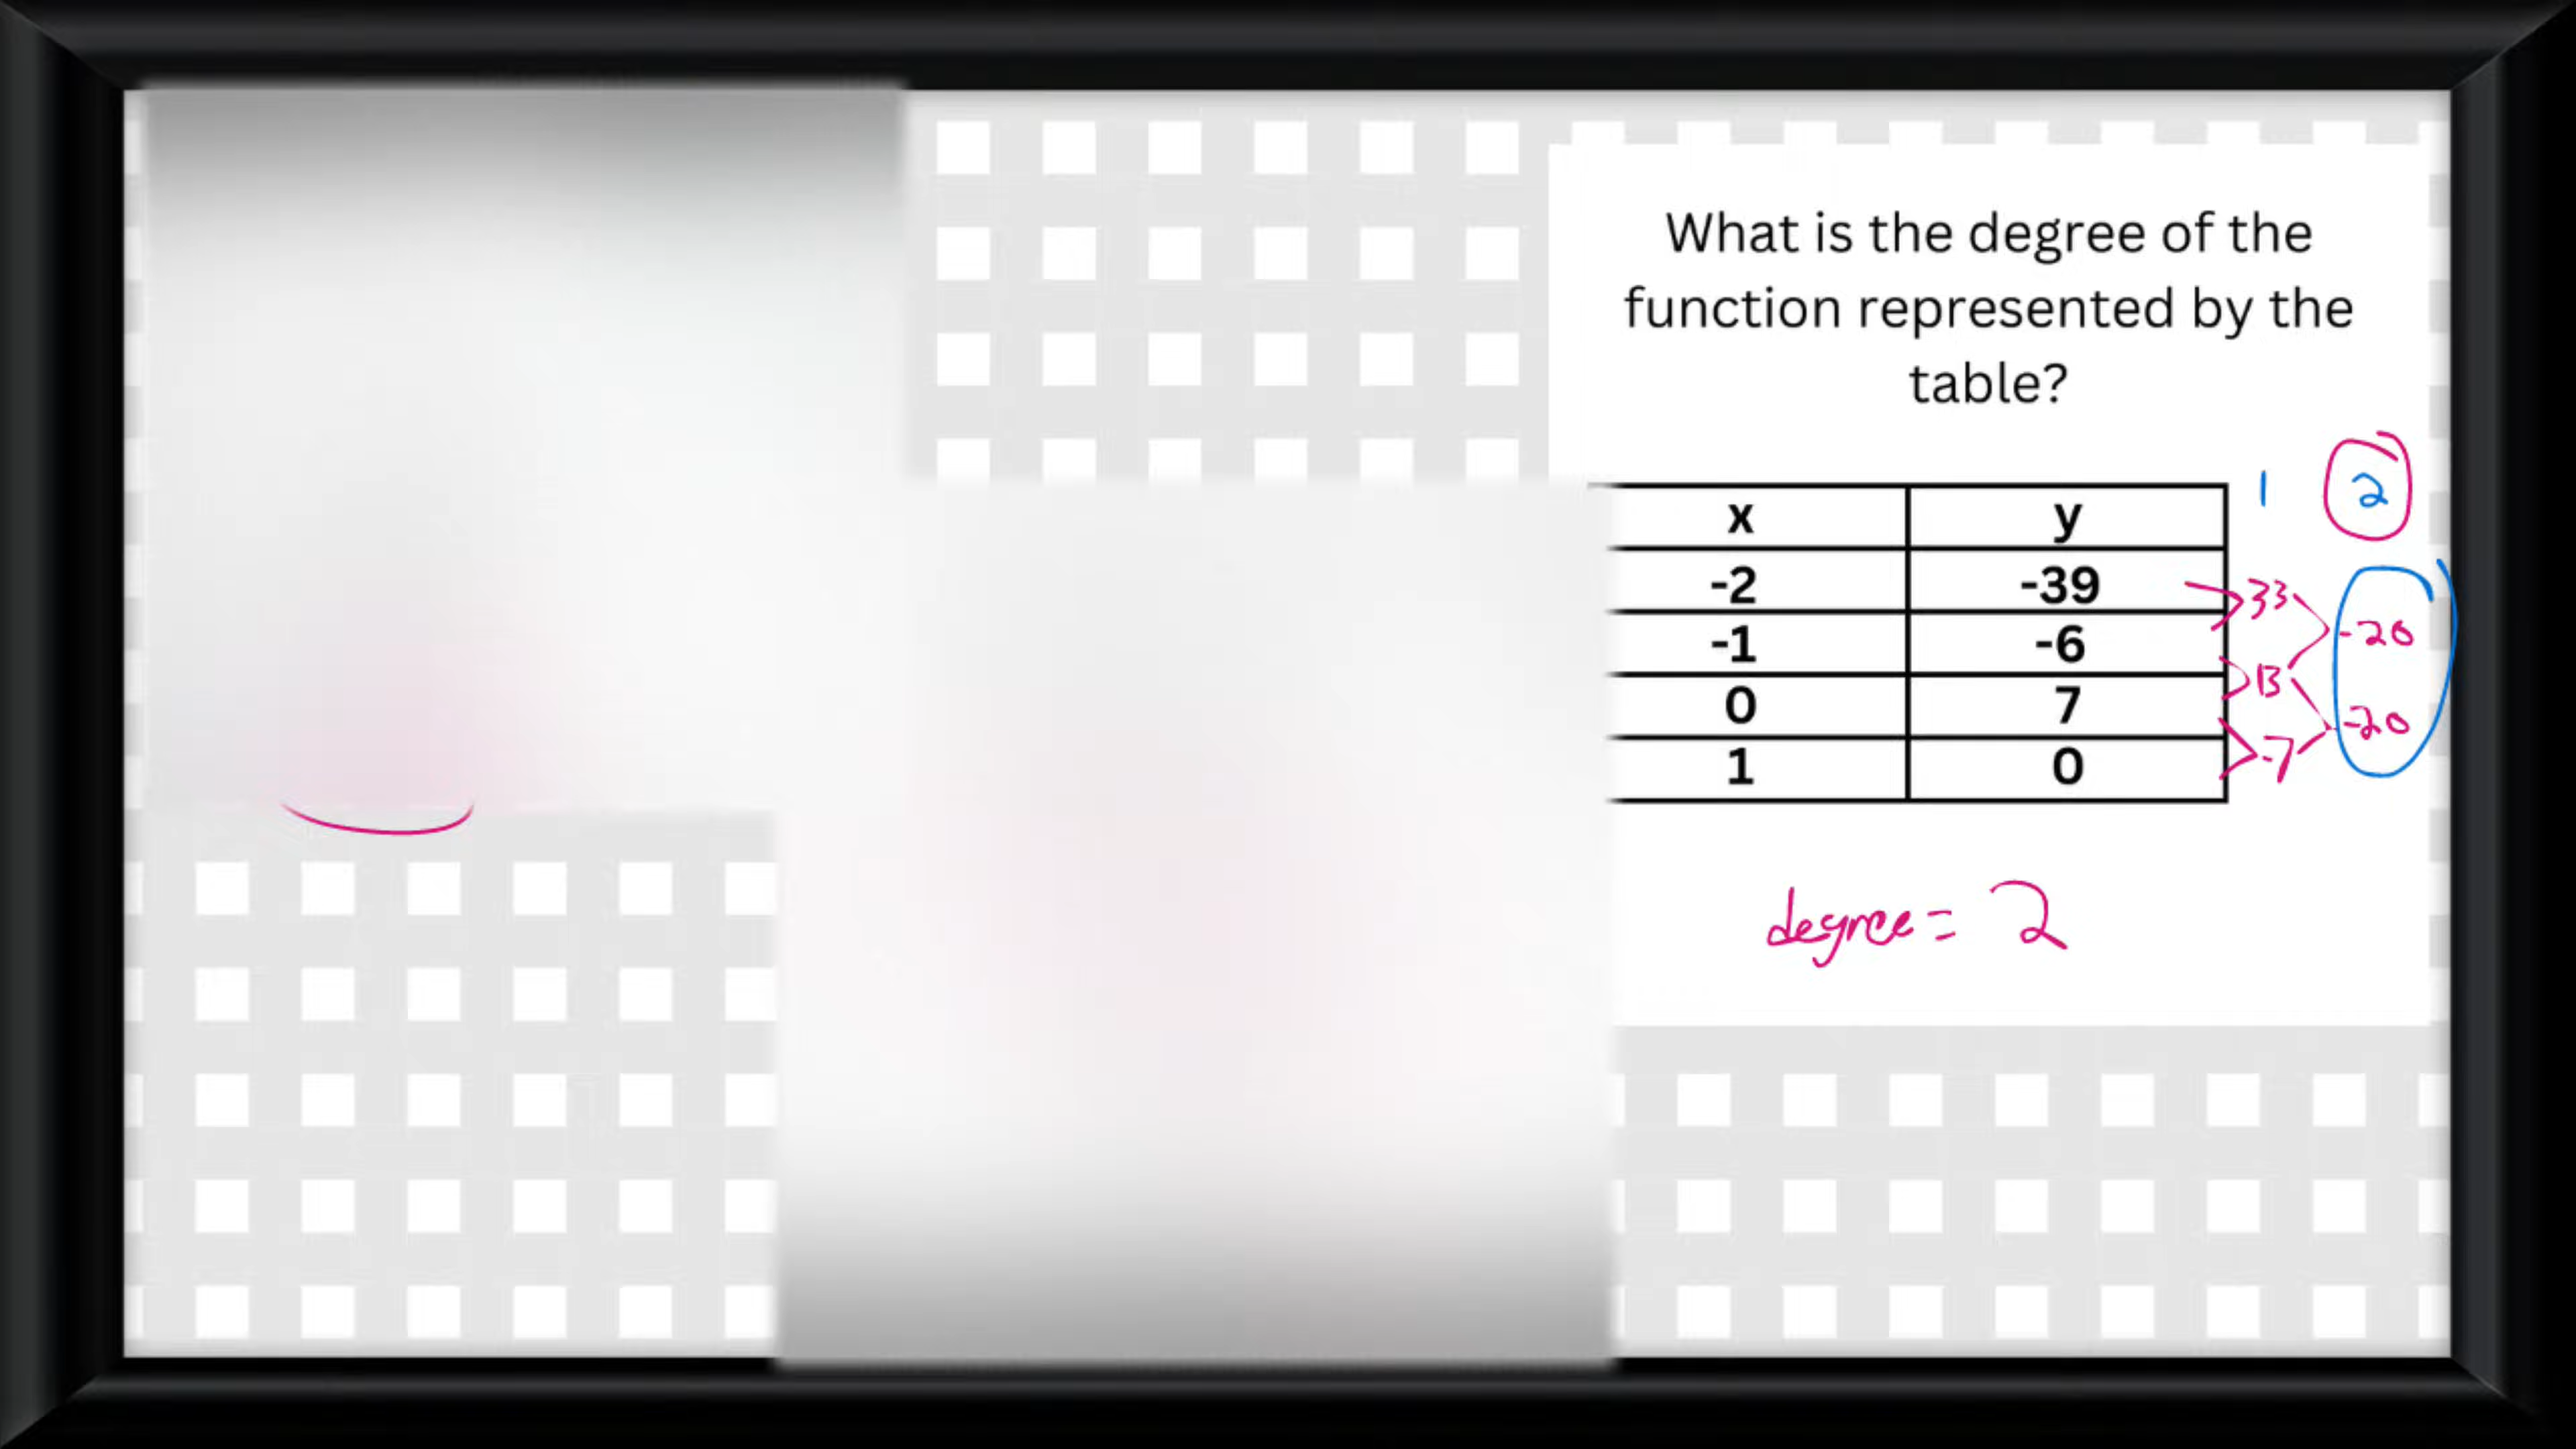 What is the degree of the
function represented by the
table?
1 2
x y
-2 -39
33
-20
-1 -6
13
0 7
-20
-7
1 0
degree = 2